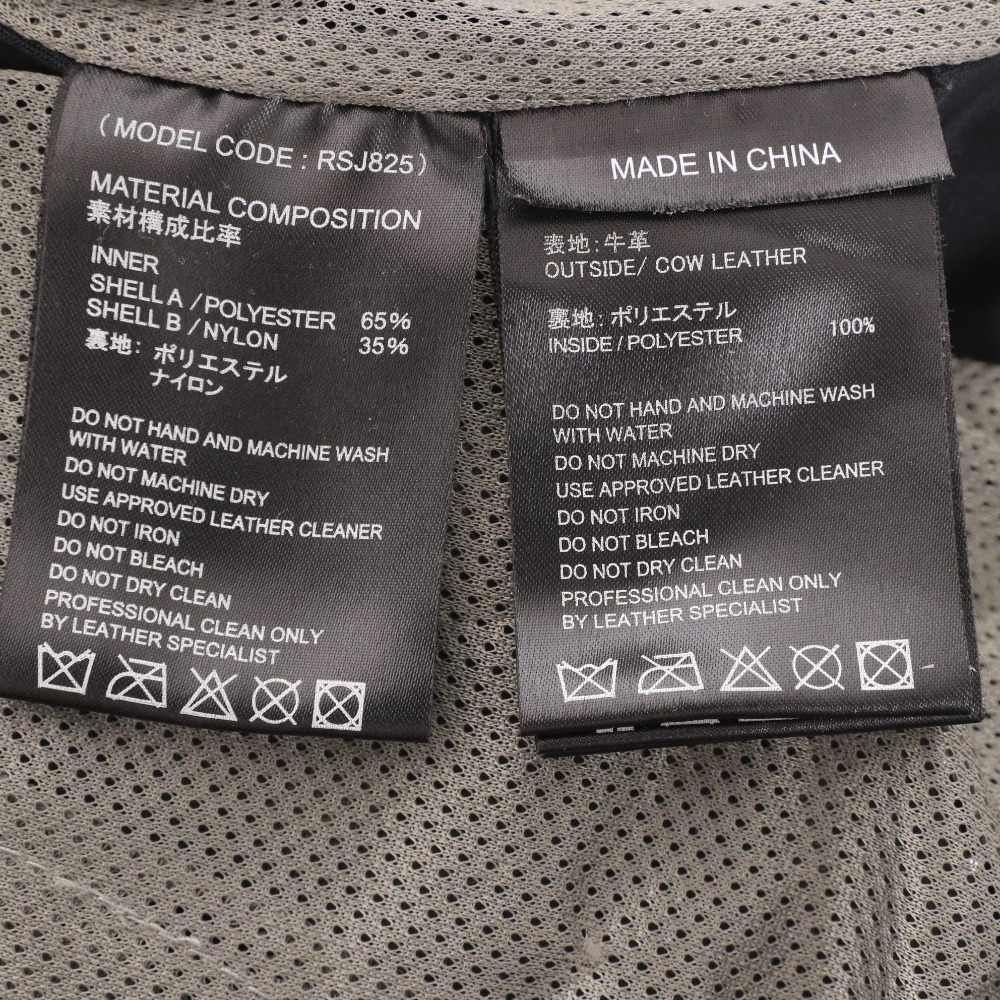 (MODEL CODE : RSJ825)
MATERIAL COMPOSITION
素材構成比率
INNER
SHELL A /POLYESTER 65%
SHELL B /NYLON 35%
裏地: ポリエステル
ナイロン
DO NOT HAND AND MACHINE WASH
WITH WATER
DO NOT MACHINE DRY
USE APPROVED LEATHER CLEANER
DO NOT IRON
DO NOT BLEACH
DO NOT DRY CLEAN
PROFESSIONAL CLEAN ONLY
BY LEATHER SPECIALIST
MADE IN CHINA
表地: 牛革
OUTSIDE/ COW LEATHER
裏地: ポリエステル
INSIDE/POLYESTER 100%
DO NOT HAND AND MACHINE WASH
WITH WATER
DO NOT MACHINE DRY
USE APPROVED LEATHER CLEANER
DO NOT IRON
DO NOT BLEACH
DO NOT DRY CLEAN
PROFESSIONAL CLEAN ONLY
BY LEATHER SPECIALIST